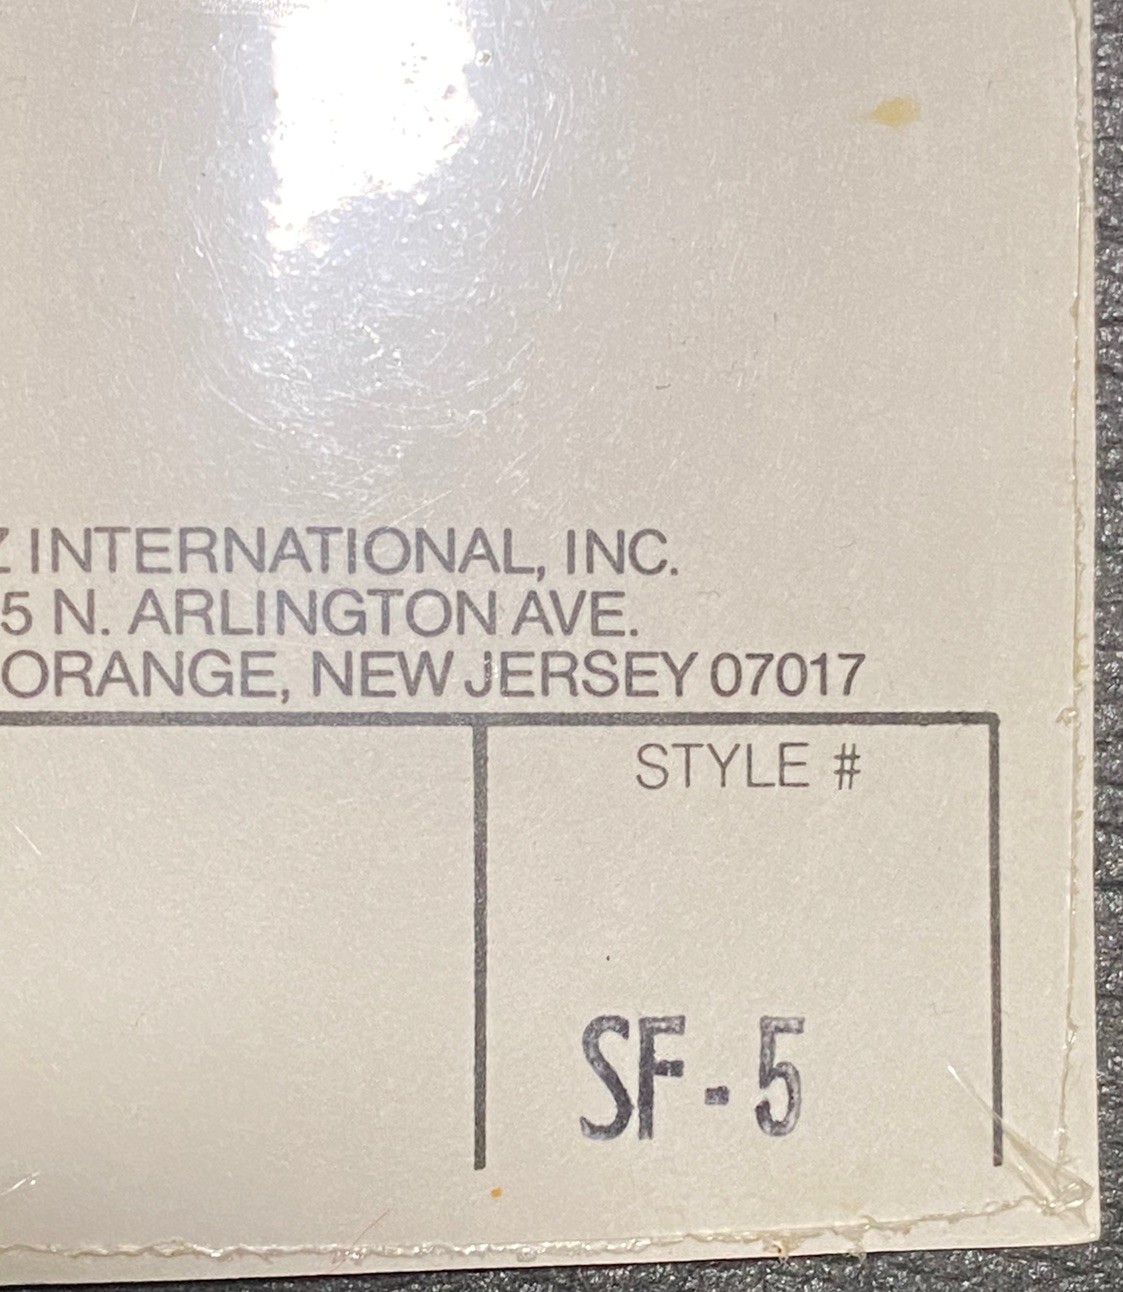 Z INTERNATIONAL, INC.
5 N. ARLINGTON AVE.
ORANGE, NEW JERSEY 07017
STYLE #
SF-5